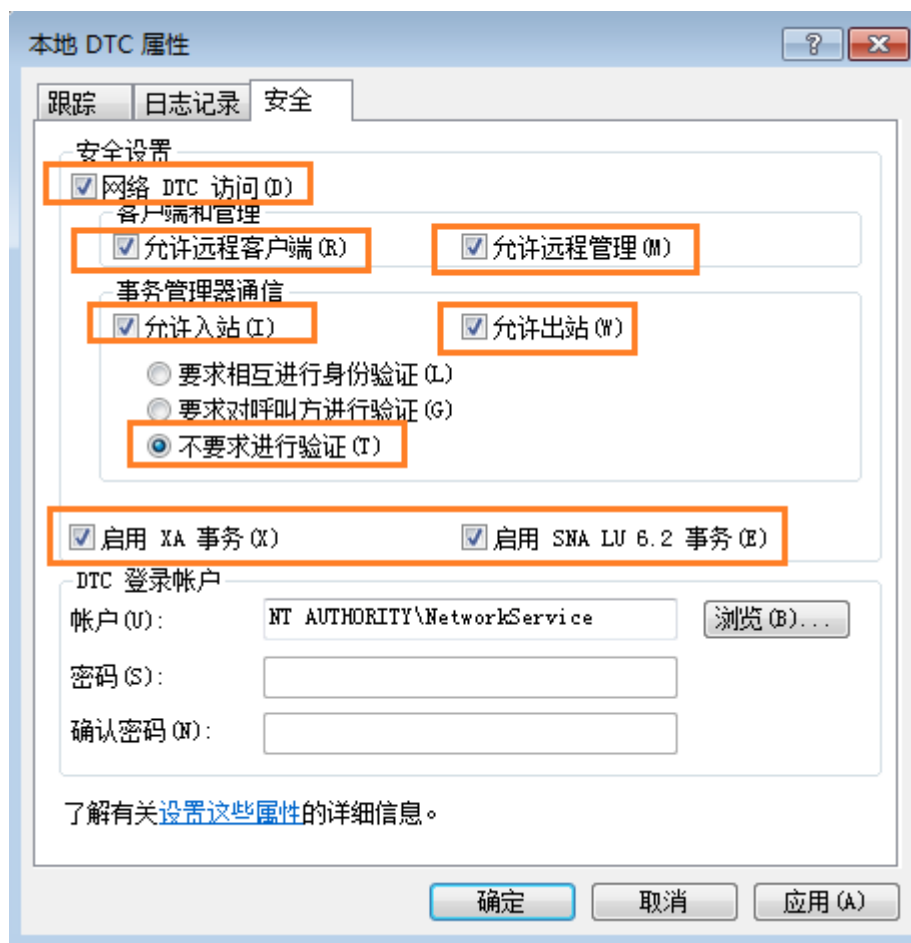 本地 DTC 属性
跟踪 日志记录 安全
安全设置
网络 DTC 访问(D)
客户端和管理
允许远程客户端(R) 允许远程管理(M)
事务管理器通信
允许入站(I) 允许出站(W)
要求相互进行身份验证(L)
要求对呼叫方进行验证(G)
不要求进行验证(T)
启用 XA 事务(X) 启用 SNA LU 6.2 事务(E)
DTC 登录帐户
帐户(U): NT AUTHORITY\NetworkService 浏览(B)...
密码(S):
确认密码(N):
了解有关设置这些属性的详细信息。
确定 取消 应用(A)